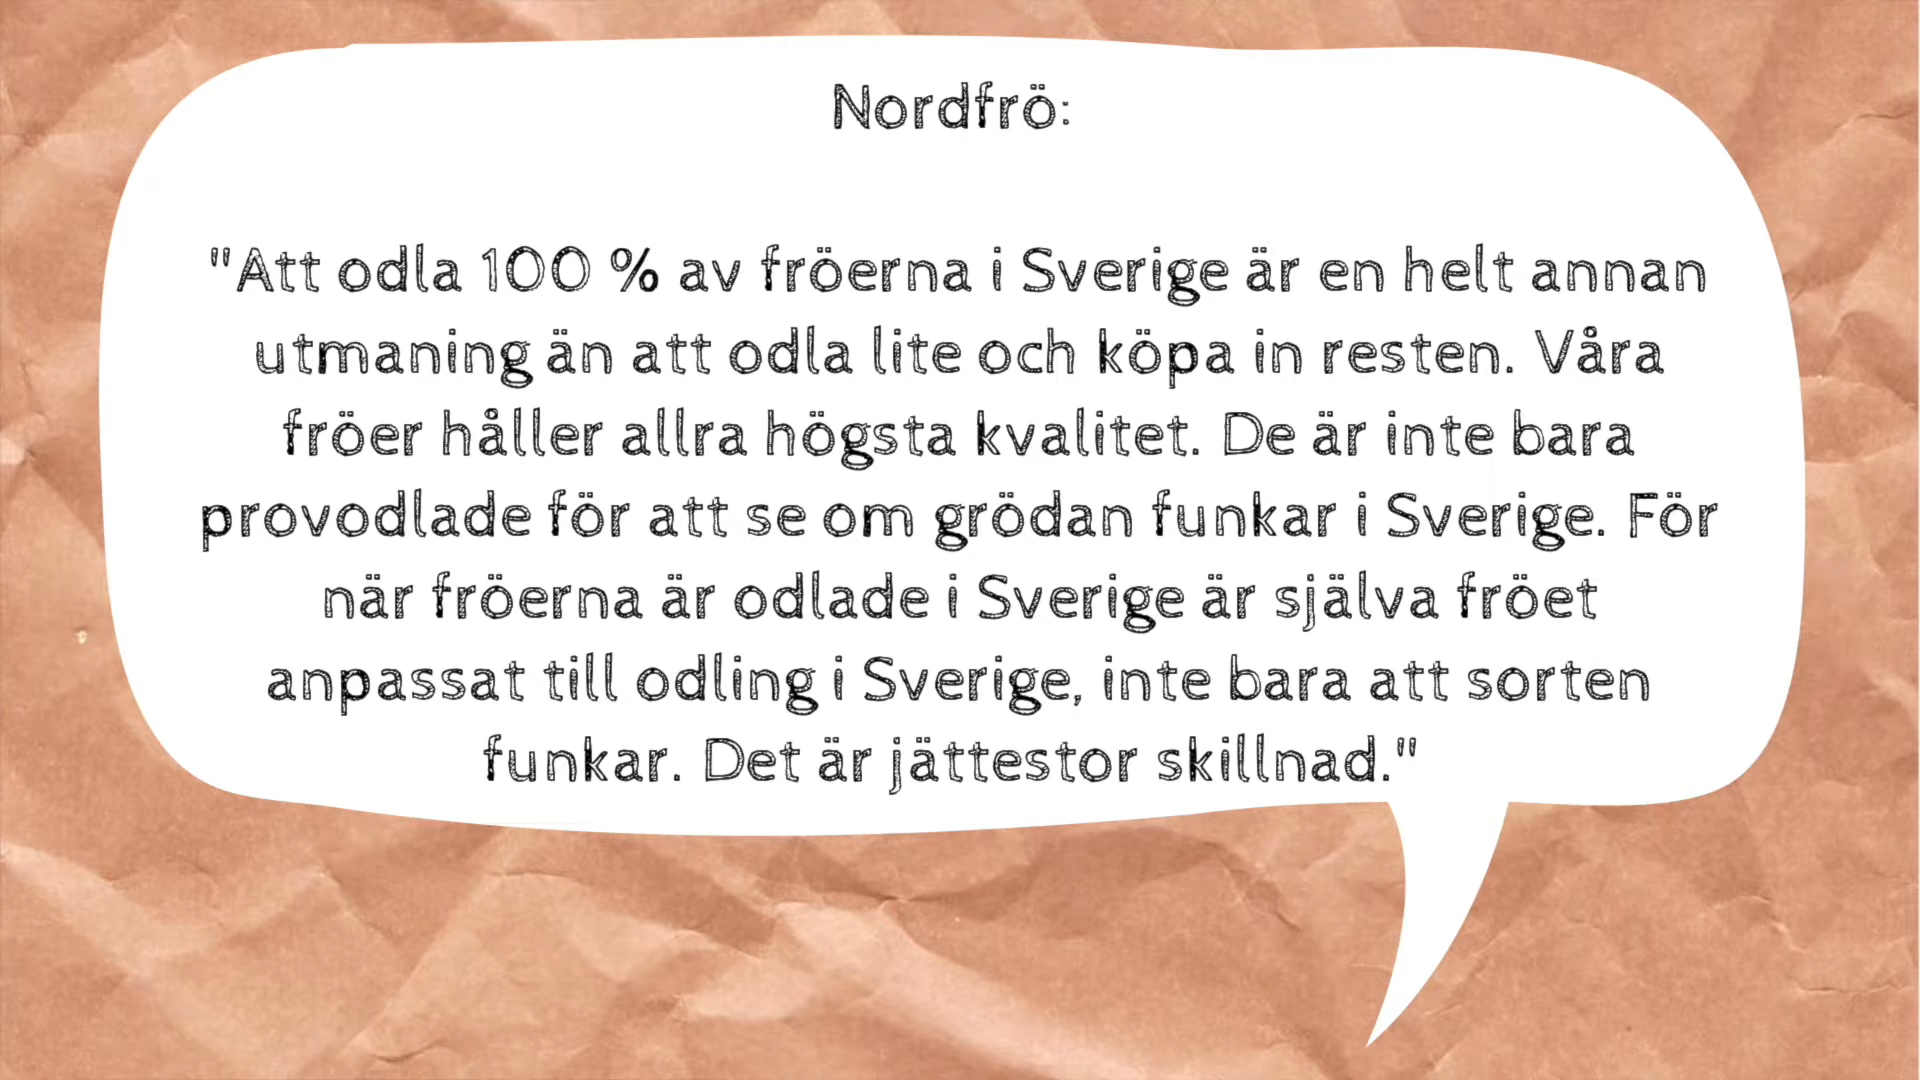 Nordfrö:
"Att odla 100 % av fröerna i Sverige är en helt annan
utmaning än att odla lite och köpa in resten. Våra
fröer håller allra högsta kvalitet. De är inte bara
provodlade för att se om grödan funkar i Sverige. För
när fröerna är odlade i Sverige är själva fröet
anpassat till odling i Sverige, inte bara att sorten
funkar. Det är jättestor skillnad."